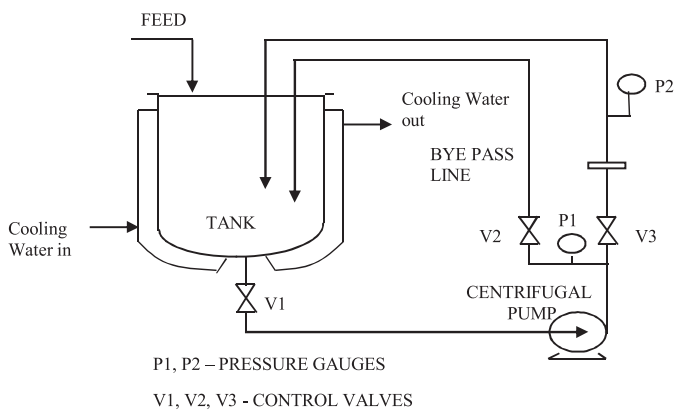 FEED
P2
Cooling Water
out
BYE PASS
LINE
P1
TANK
Cooling
Water in
V2
V3
V1
CENTRIFUGAL
PUMP
P1, P2 – PRESSURE GAUGES
V1, V2, V3 - CONTROL VALVES